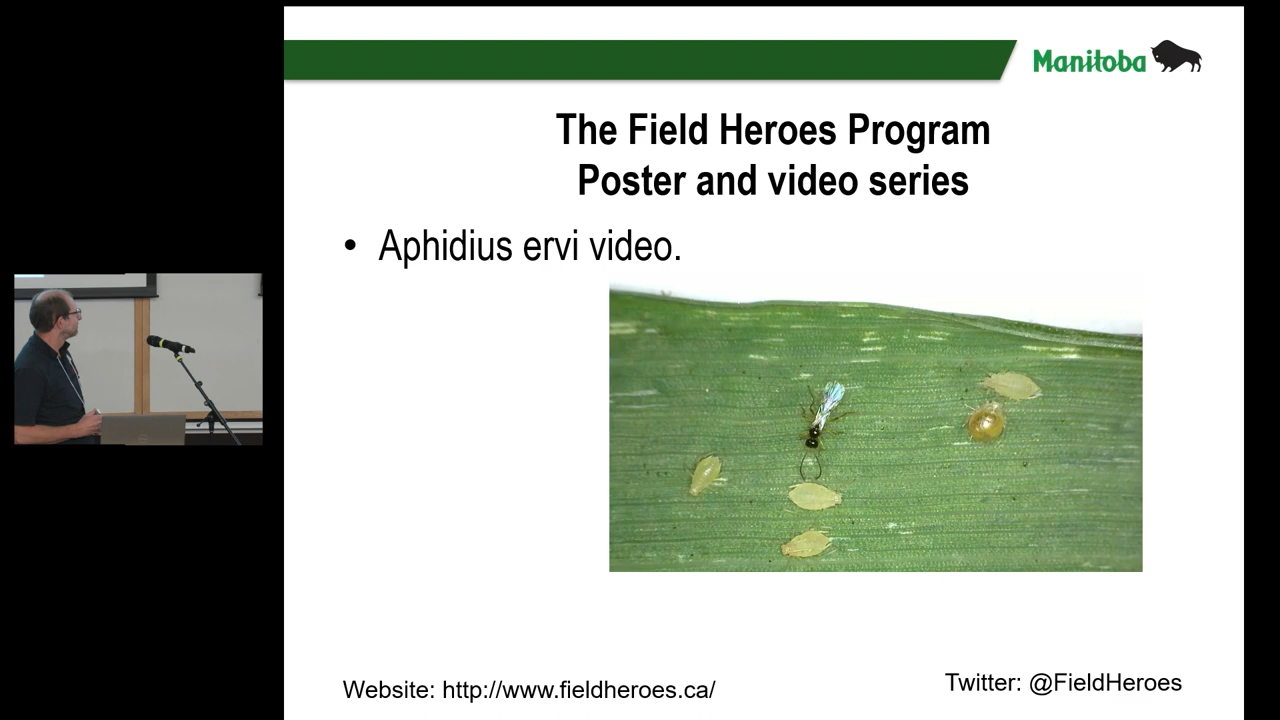 Manitoba
The Field Heroes Program
Poster and video series
• Aphidius ervi video.
Website: http://www.fieldheroes.ca/
Twitter: @FieldHeroes